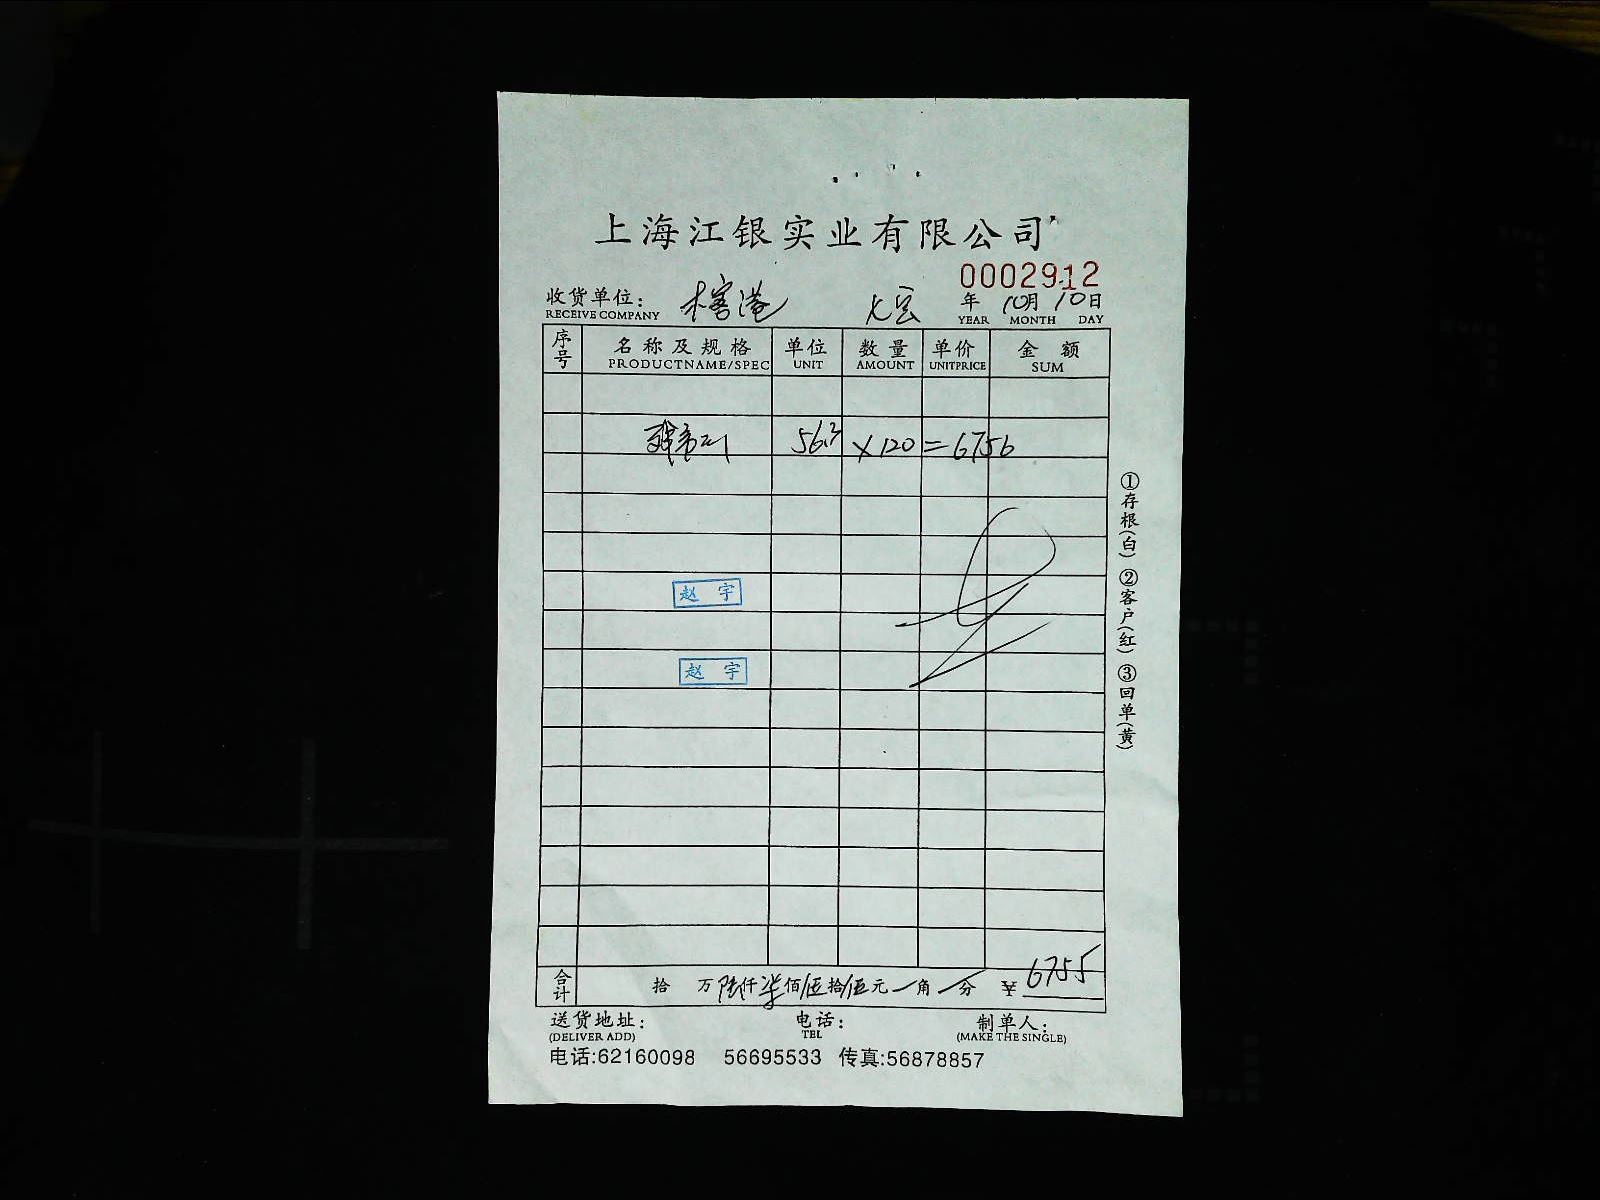 上海江银实业有限公司
0002912
收货单位： 年 10月 10日
RECEIVE COMPANY YEAR MONTH DAY
序号 名称及规格 单位 数量 单价 金额
PRODUCTNAME/SPEC UNIT AMOUNT UNITPRICE SUM
56.3 × 120 = 6756
赵 宇
赵 宇
合计 拾 万 陆仟 柒佰 伍拾 伍元 一角 一分 ¥ 6755
送货地址： 电话： 制单人：
(DELIVER ADD) TEL (MAKE THE SINGLE)
电话:62160098 56695533 传真:56878857
①存根(白) ②客户(红) ③回单(黄)